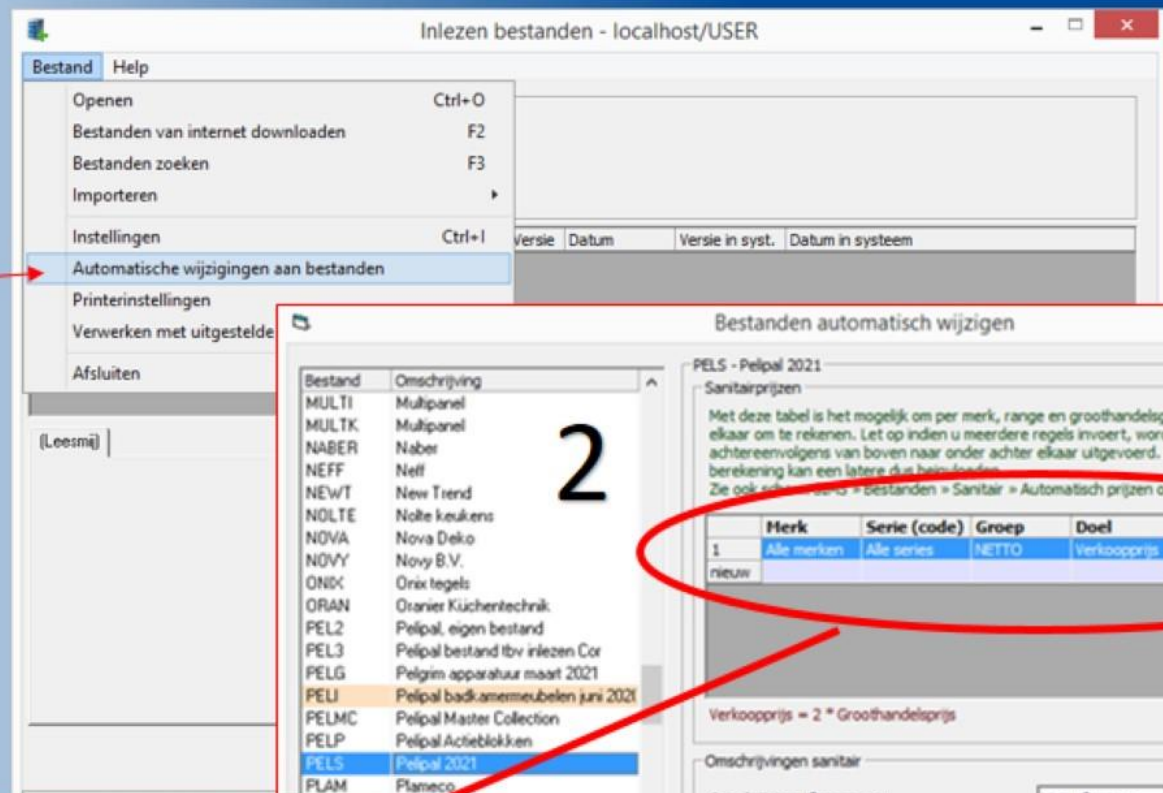 Inlezen bestanden - localhost/USER
Bestand Help
Openen Ctrl+O
Bestanden van internet downloaden F2
Bestanden zoeken F3
Importeren
Instellingen Ctrl+I
Automatische wijzigingen aan bestanden
Printerinstellingen
Verwerken met uitgestelde
Afsluiten
Versie Datum Versie in syst. Datum in systeem
(Leesmij)
Bestanden automatisch wijzigen
2
Bestand Omschrijving
MULTI Multipanel
MULTK Multipanel
NABER Naber
NEFF Neff
NEWT New Trend
NOLTE Nolte keukens
NOVA Nova Deko
NOVY Novy B.V.
ONIX Onix tegels
ORAN Oranier Küchentechnik
PEL2 Pelipal, eigen bestand
PEL3 Pelipal bestand tbv inlezen Cor
PELG Pelgrim apparatuur maart 2021
PELI Pelipal badkamermeubelen juni 202
PELMC Pelipal Master Collection
PELP Pelipal Actieblokken
PELS Pelipal 2021
PLAM Plameco
PELS - Pelipal 2021
Sanitairprijzen
Met deze tabel is het mogelijk om per merk, range en groothandelsg
elkaar om te rekenen. Let op indien u meerdere regels invoert, wor
achtereenvolgens van boven naar onder achter elkaar uitgevoerd.
berekening kan een latere dus
Zie ook » Bestanden » Sanitair » Automatisch prijzen
Merk Serie (code) Groep Doel
1 Alle merken Alle series NETTO Verkoopprijs
nieuw
Verkoopprijs = 2 * Groothandelsprijs
Omschrijvingen sanitair